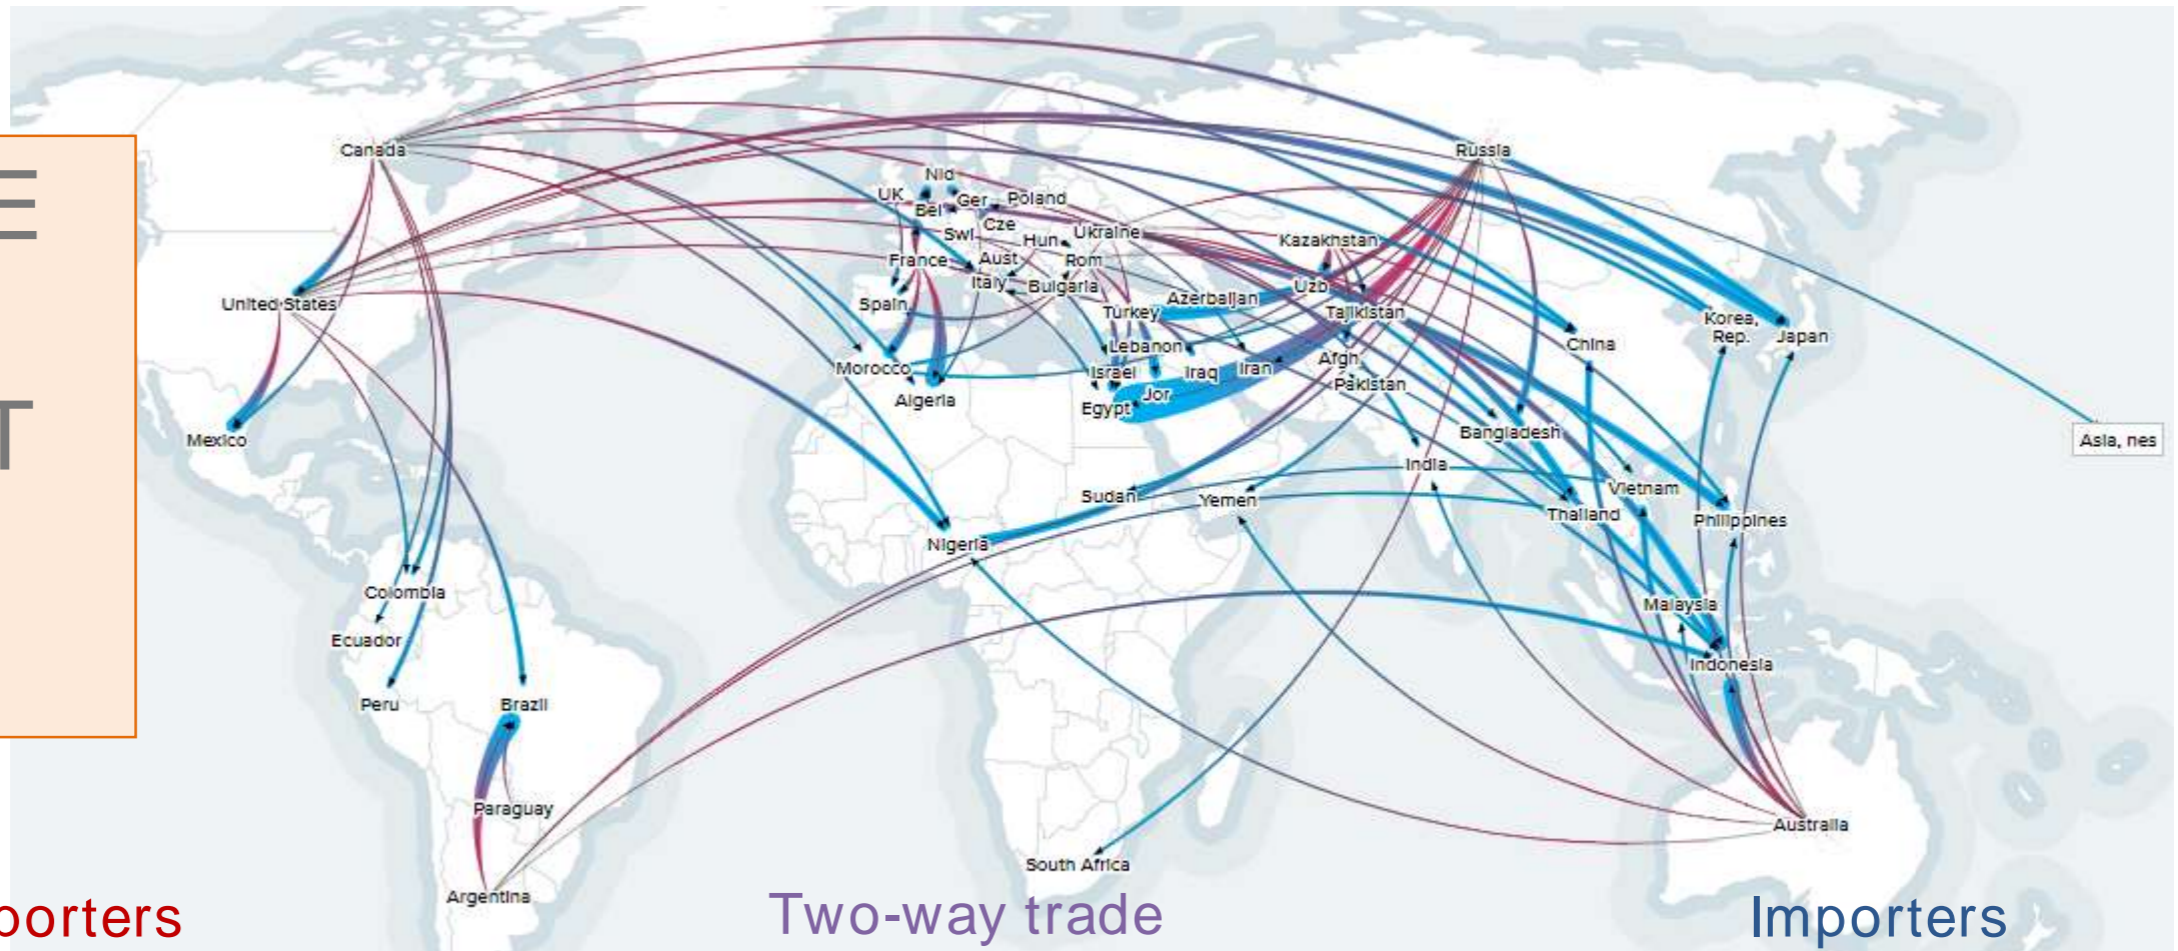 E
T
Canada
Russia
Nld
UK
Ger
Poland
Bel
Cze
Swi
Ukraine
Hun
Kazakhstan
France
Aust
Rom
Italy
Bulgaria
Uzb
Spain
Azerbaijan
United States
Turkey
Tajikistan
Korea,
Rep.
Japan
Lebanon
China
Morocco
Israel
Iraq
Iran
Afgh
Pakistan
Jor
Algeria
Egypt
Mexico
Bangladesh
Asia, nes
India
Sudan
Yemen
Vietnam
Thailand
Philippines
Nigeria
Colombia
Malaysia
Ecuador
Indonesia
Peru
Brazil
Paraguay
Australia
South Africa
Argentina
porters
Two-way trade
Importers